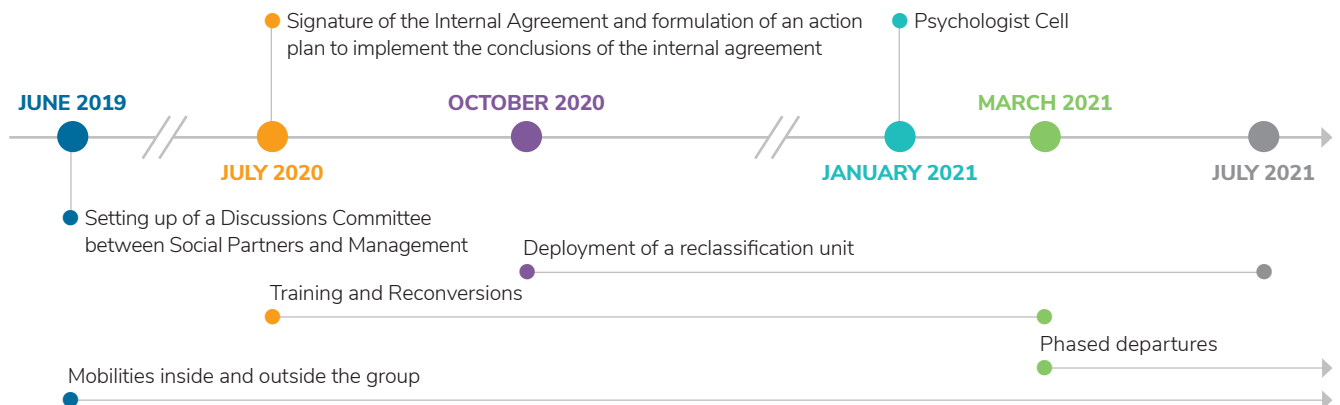 Signature of the Internal Agreement and formulation of an action
plan to implement the conclusions of the internal agreement
Psychologist Cell
JUNE 2019
OCTOBER 2020
MARCH 2021
JULY 2020
JANUARY 2021
JULY 2021
Setting up of a Discussions Committee
between Social Partners and Management
Deployment of a reclassification unit
Training and Reconversions
Phased departures
Mobilities inside and outside the group